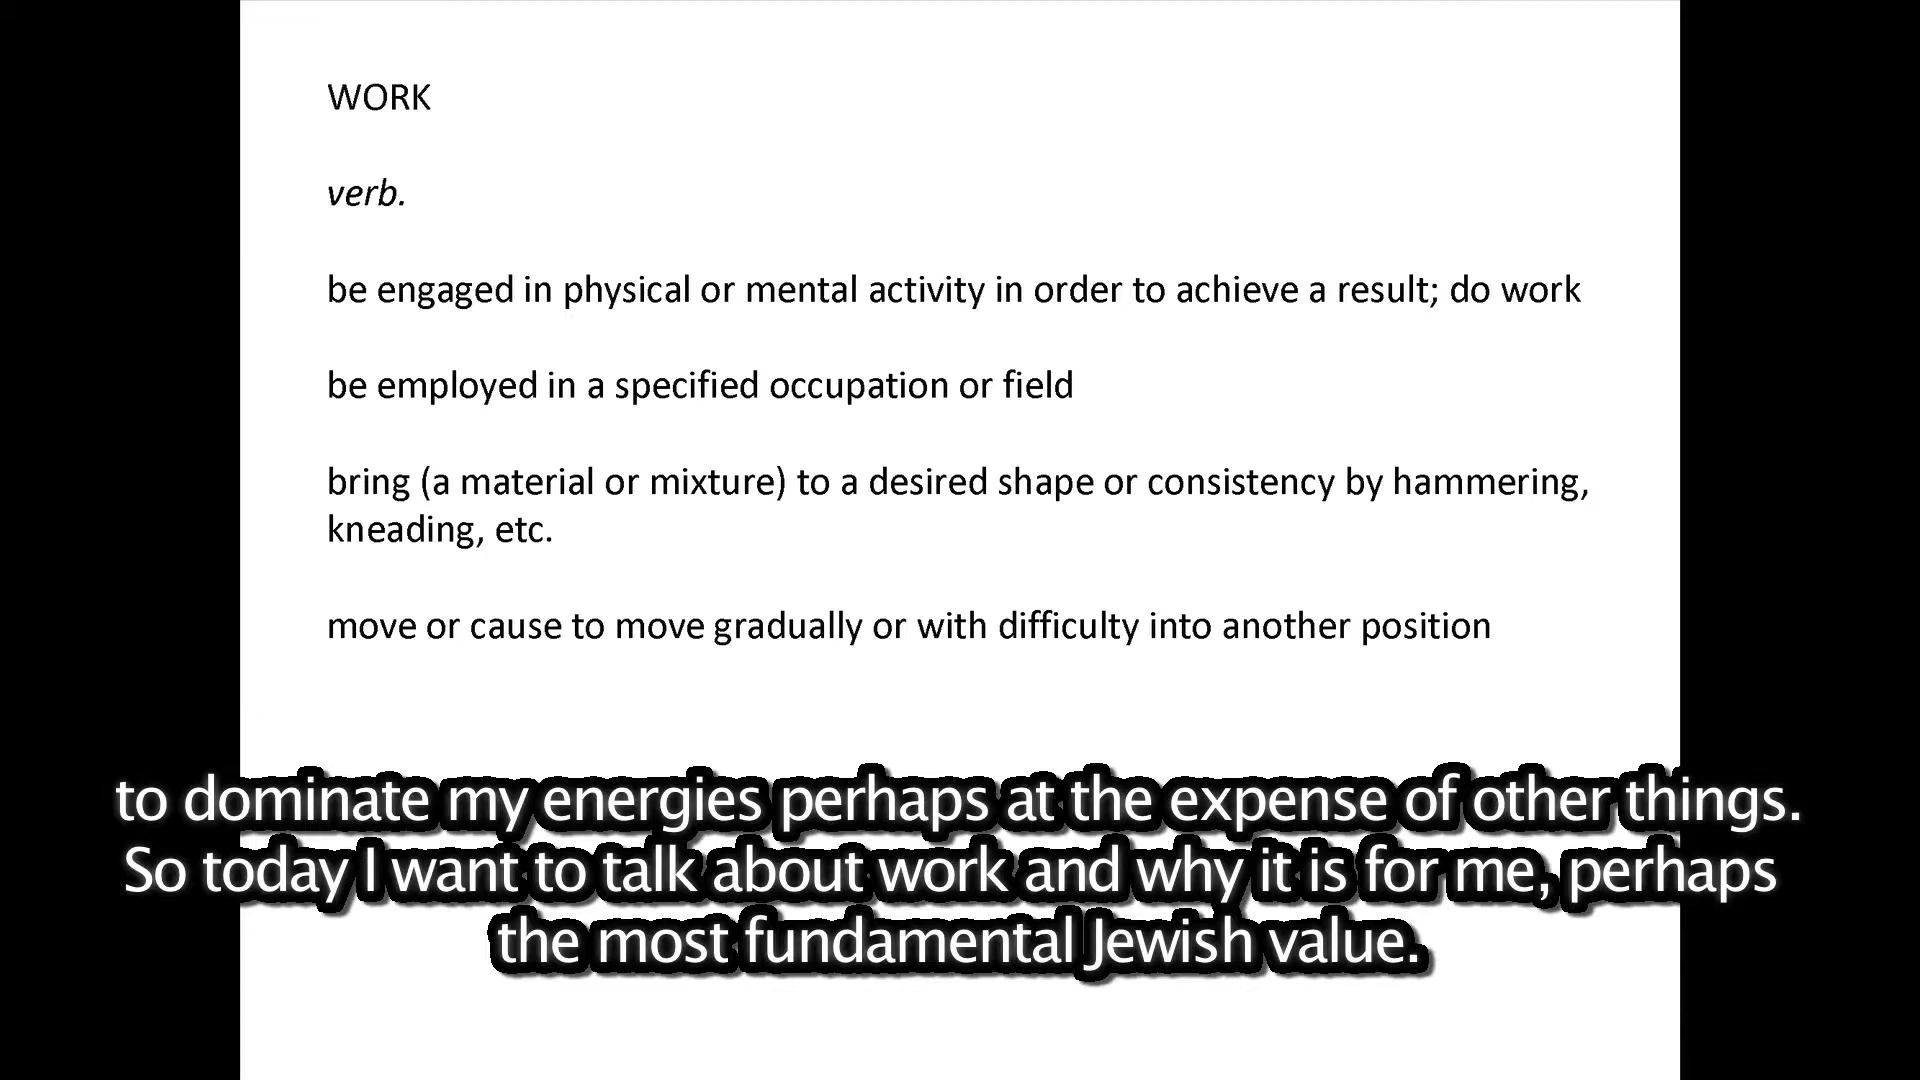 WORK
verb.
be engaged in physical or mental activity in order to achieve a result; do work
be employed in a specified occupation or field
bring (a material or mixture) to a desired shape or consistency by hammering,
kneading, etc.
move or cause to move gradually or with difficulty into another position
to dominate my energies perhaps at the expense of other things.
So today I want to talk about work and why it is for me, perhaps
the most fundamental Jewish value.